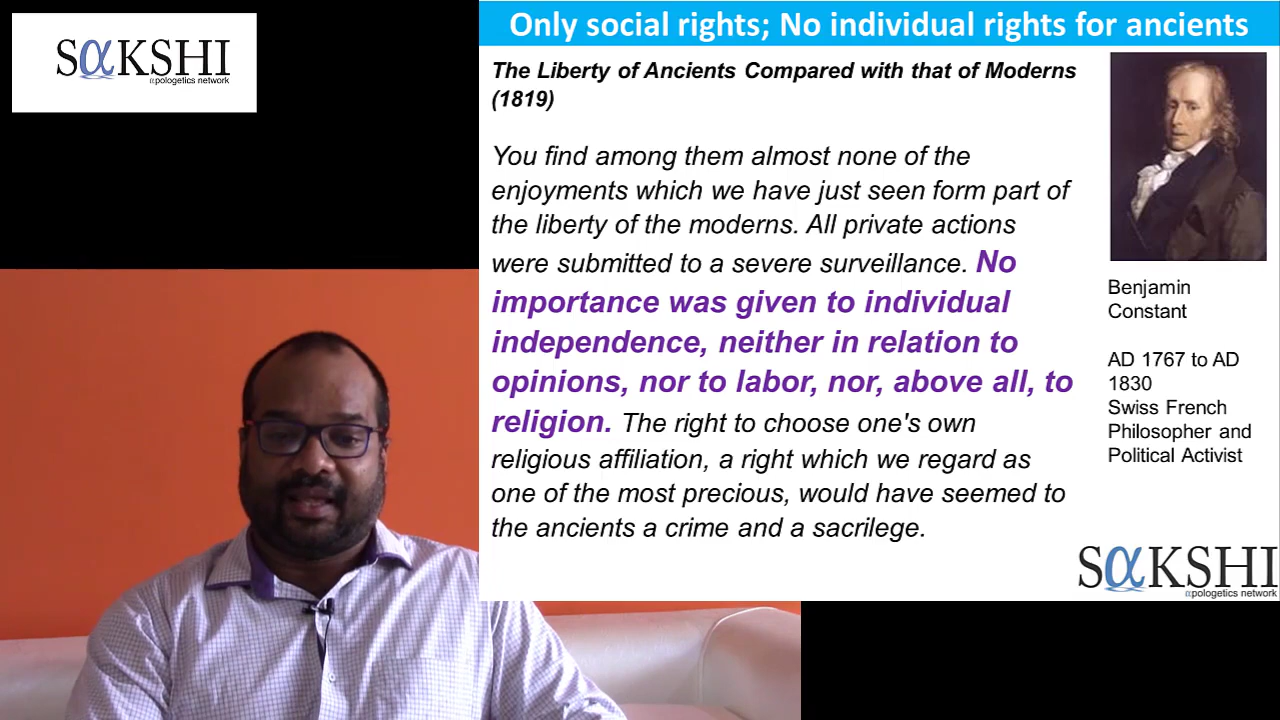 SαKSHI
αpologetics network
Only social rights; No individual rights for ancients
The Liberty of Ancients Compared with that of Moderns
(1819)
You find among them almost none of the
enjoyments which we have just seen form part of
the liberty of the moderns. All private actions
were submitted to a severe surveillance. No
importance was given to individual
independence, neither in relation to
opinions, nor to labor, nor, above all, to
religion. The right to choose one's own
religious affiliation, a right which we regard as
one of the most precious, would have seemed to
the ancients a crime and a sacrilege.
Benjamin
Constant
AD 1767 to AD
1830
Swiss French
Philosopher and
Political Activist
SαKSHI
αpologetics network